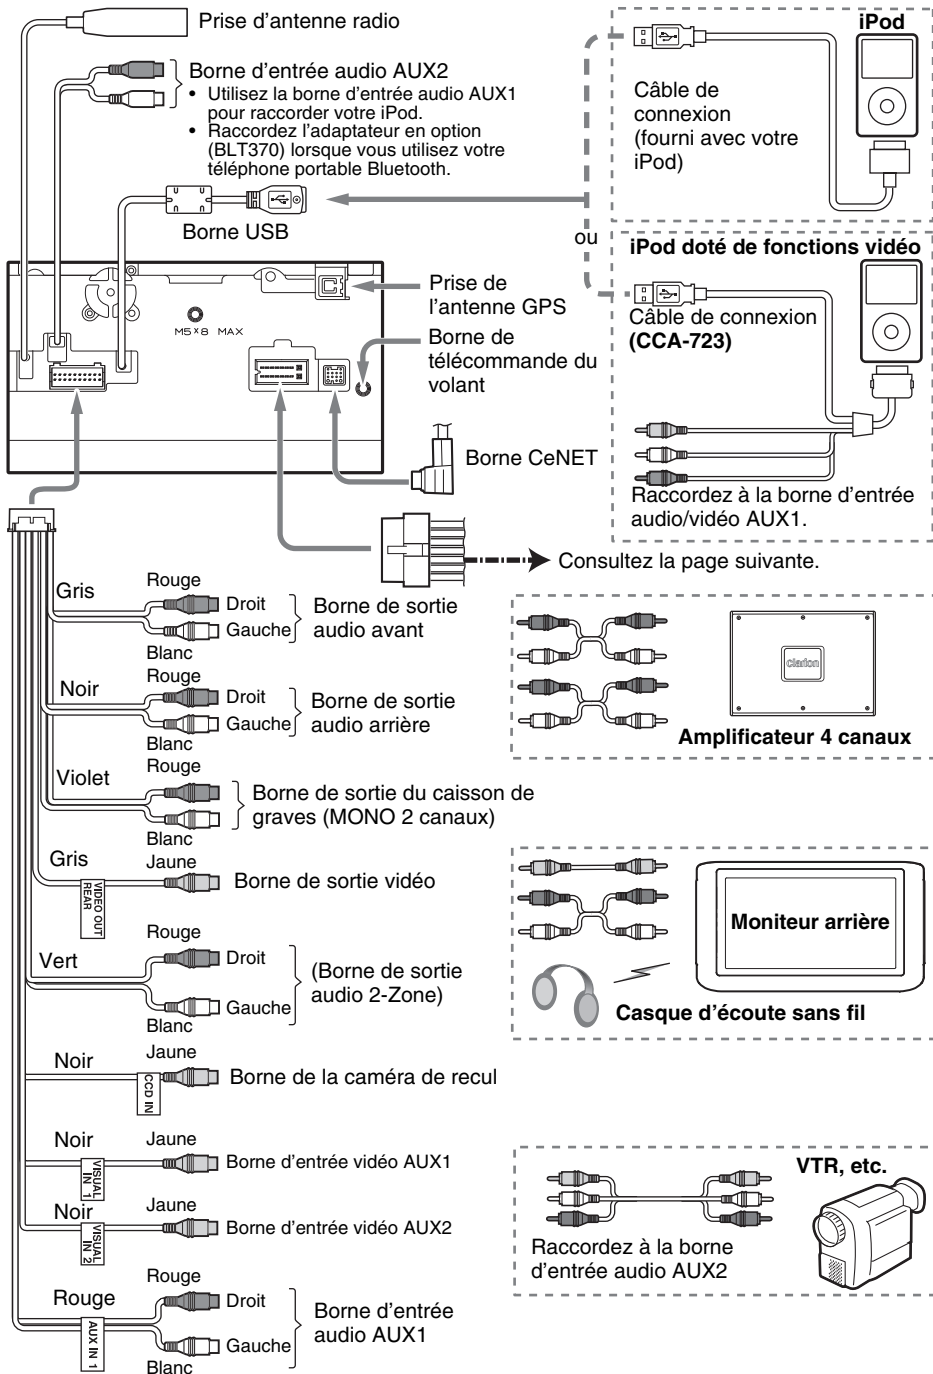 Prise d'antenne radio
Borne d'entrée audio AUX2
• Utilisez la borne d'entrée audio AUX1
pour raccorder votre iPod.
• Raccordez l'adaptateur en option
(BLT370) lorsque vous utilisez votre
téléphone portable Bluetooth.
Borne USB
iPod
Câble de
connexion
(fourni avec votre
iPod)
ou
iPod doté de fonctions vidéo
Câble de connexion
(CCA-723)
Raccordez à la borne d'entrée
audio/vidéo AUX1.
M5X8 MAX
Prise de
l'antenne GPS
Borne de
télécommande du
volant
Borne CeNET
Consultez la page suivante.
Gris
Rouge
Droit
Gauche
Blanc
Borne de sortie
audio avant
Noir
Rouge
Droit
Gauche
Blanc
Borne de sortie
audio arrière
clarion
Amplificateur 4 canaux
Violet
Rouge
Blanc
Borne de sortie du caisson de
graves (MONO 2 canaux)
Gris
Jaune
VIDEO OUT
REAR
Borne de sortie vidéo
Moniteur arrière
Casque d'écoute sans fil
Vert
Rouge
Droit
Gauche
Blanc
(Borne de sortie
audio 2-Zone)
Noir
Jaune
CCD IN
Borne de la caméra de recul
Noir
Jaune
VISUAL
IN 1
Borne d'entrée vidéo AUX1
Noir
Jaune
VISUAL
IN 2
Borne d'entrée vidéo AUX2
VTR, etc.
Raccordez à la borne
d'entrée audio AUX2
Rouge
Rouge
Droit
Gauche
Blanc
AUX IN 1
Borne d'entrée
audio AUX1